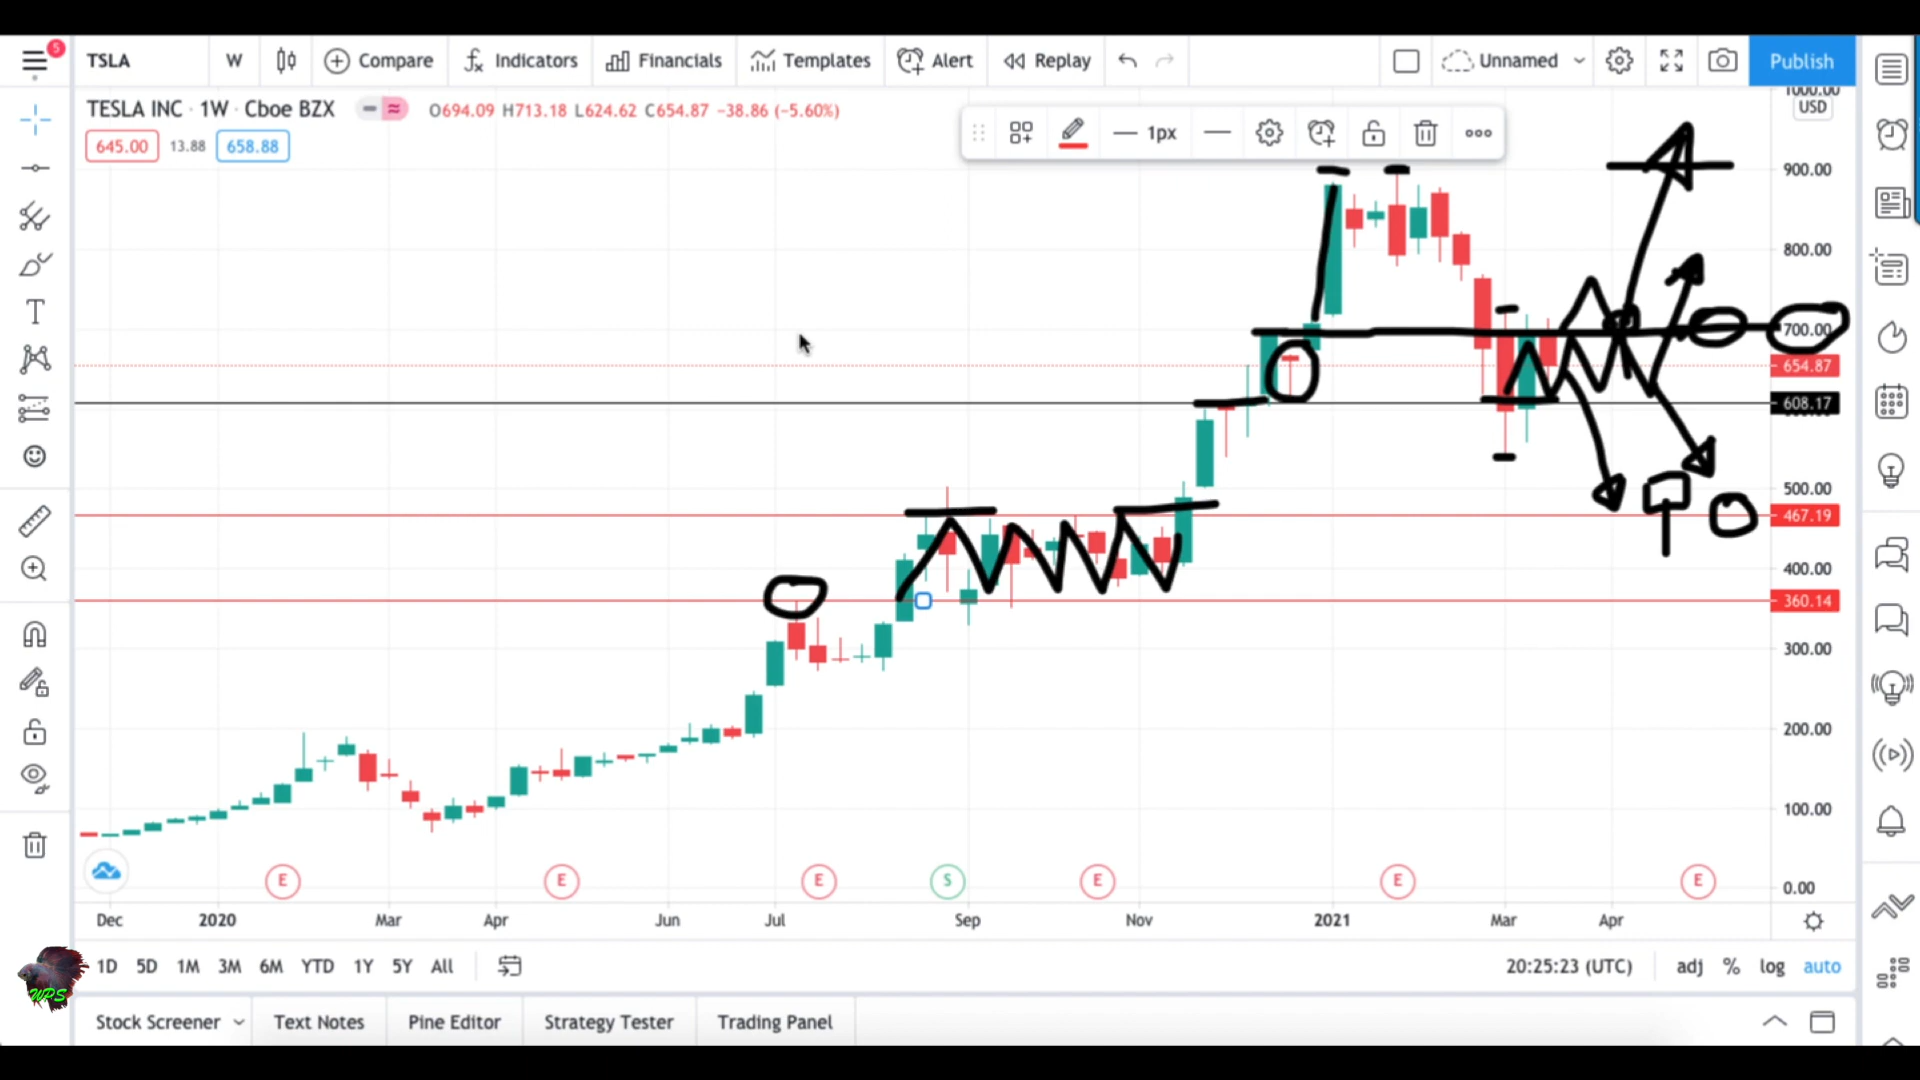 5
TSLA W Compare Indicators Financials Templates Alert Replay Unnamed Publish
TESLA INC · 1W · Cboe BZX O694.09 H713.18 L624.62 C654.87 −38.86 (−5.60%)
645.00 13.88 658.88
1px
1000.00
USD
900.00
800.00
700.00
654.87
608.17
500.00
467.19
400.00
360.14
300.00
200.00
100.00
0.00
E E E S E E E
Dec 2020 Mar Apr Jun Jul Sep Nov 2021 Mar Apr
1D 5D 1M 3M 6M YTD 1Y 5Y All 20:25:23 (UTC) adj % log auto
WPS
Stock Screener Text Notes Pine Editor Strategy Tester Trading Panel